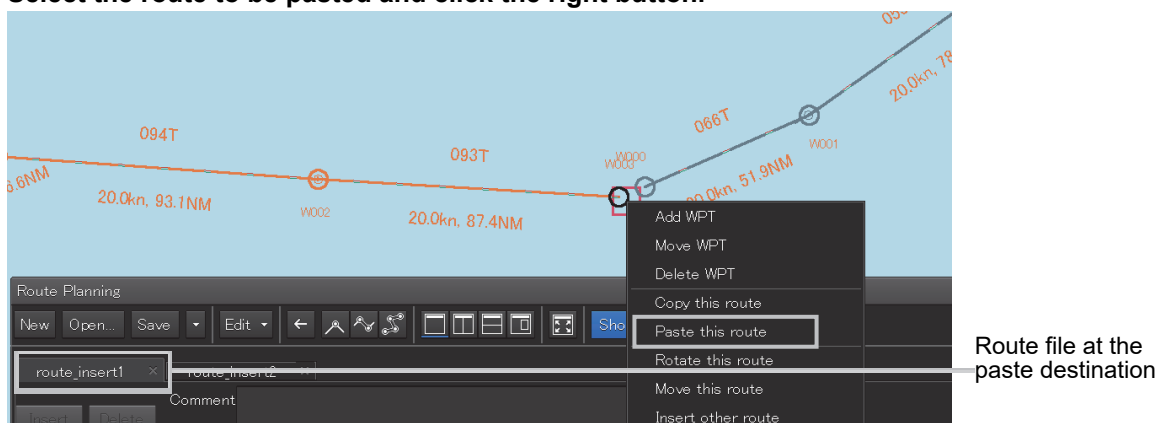 Select the route to be pasted and click the right button.
094T
093T
066T
W001
W000
W003
20.0kn, 78
6.6NM
20.0kn, 93.1NM
W002
20.0kn, 87.4NM
20.0kn, 51.9NM
Add WPT
Move WPT
Delete WPT
Copy this route
Paste this route
Rotate this route
Move this route
Insert other route
Route Planning
New Open... Save Edit Sho
route_insert1 × route_insert2 ×
Comment
Insert Delete
Route file at the
paste destination